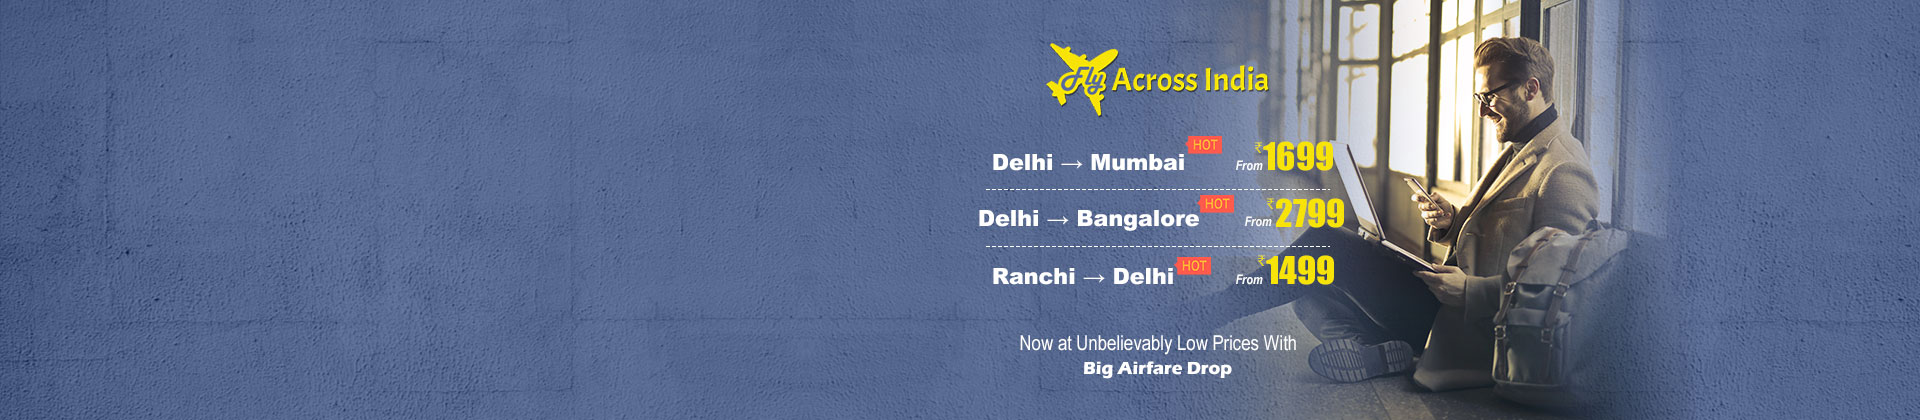 Fly Across India
Delhi → Mumbai HOT From ₹1699
Delhi → Bangalore HOT From ₹2799
Ranchi → Delhi HOT From ₹1499
Now at Unbelievably Low Prices With
Big Airfare Drop